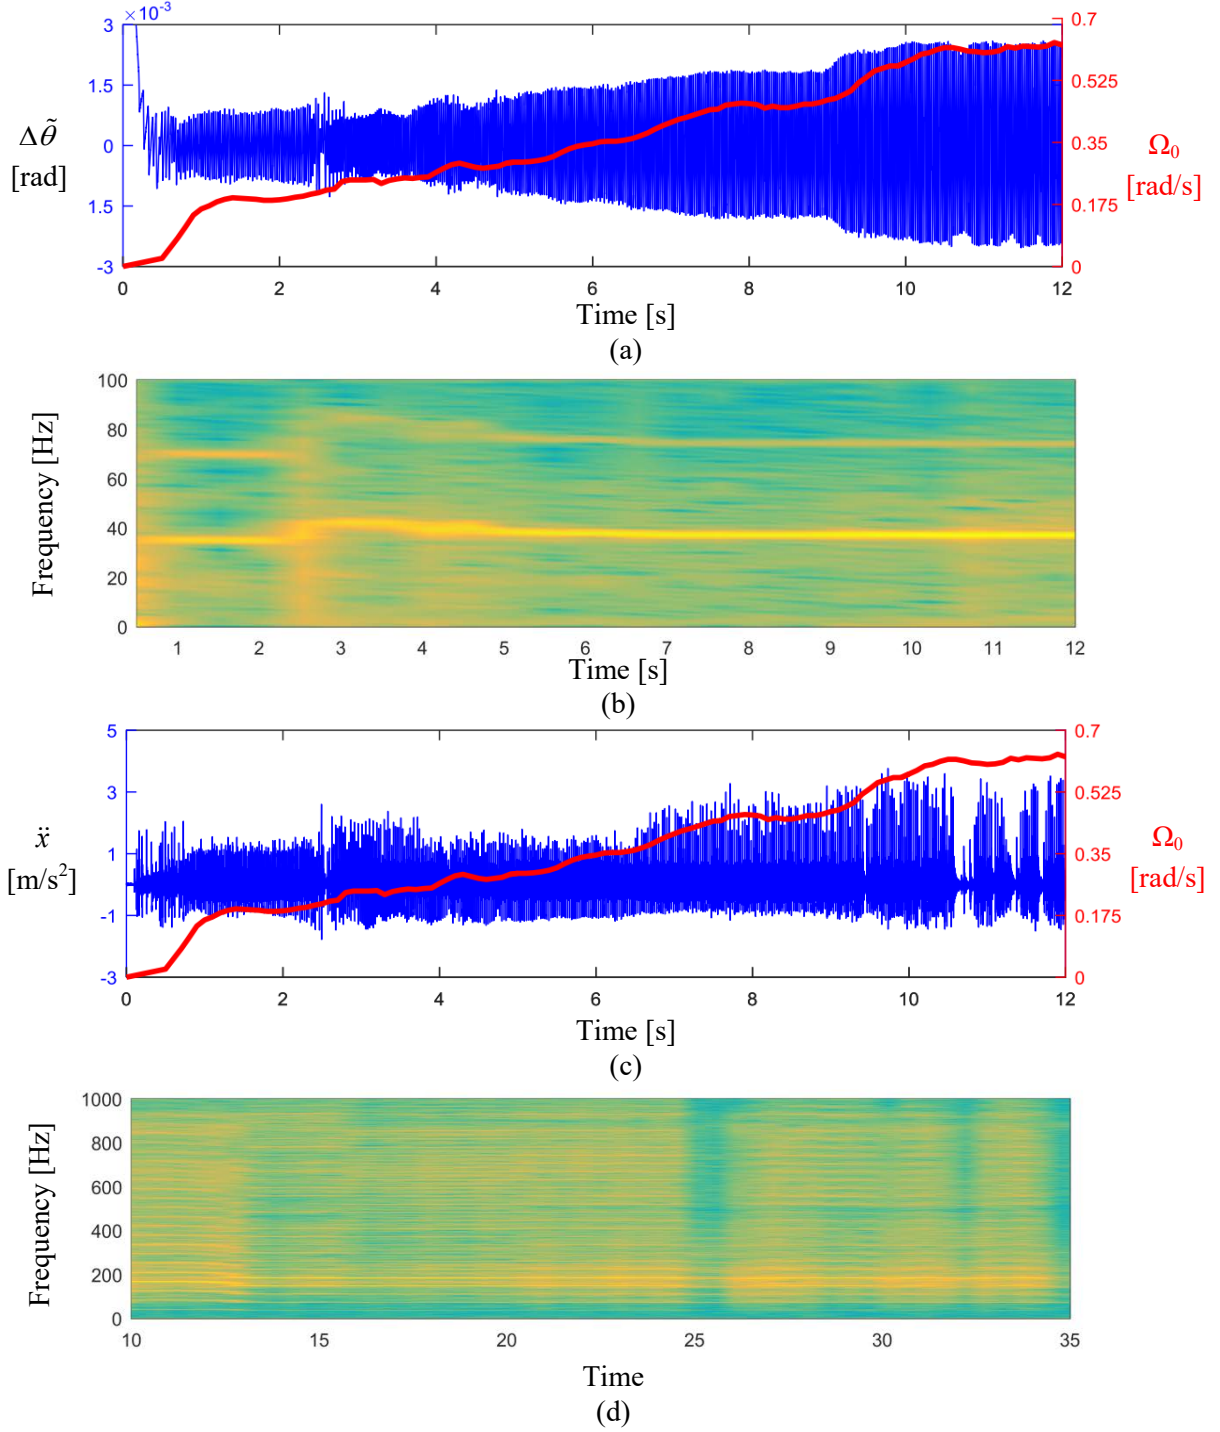 ×10⁻³
3
1.5
0
1.5
-3
Δθ̃
[rad]
0.7
0.525
0.35
0.175
0
Ω₀
[rad/s]
0 2 4 6 8 10 12
Time [s]
(a)
100
80
60
40
20
0
Frequency [Hz]
1 2 3 4 5 6 7 8 9 10 11 12
Time [s]
(b)
5
3
1
-1
-3
ẍ
[m/s²]
0.7
0.525
0.35
0.175
0
Ω₀
[rad/s]
0 2 4 6 8 10 12
Time [s]
(c)
1000
800
600
400
200
0
Frequency [Hz]
10 15 20 25 30 35
Time
(d)